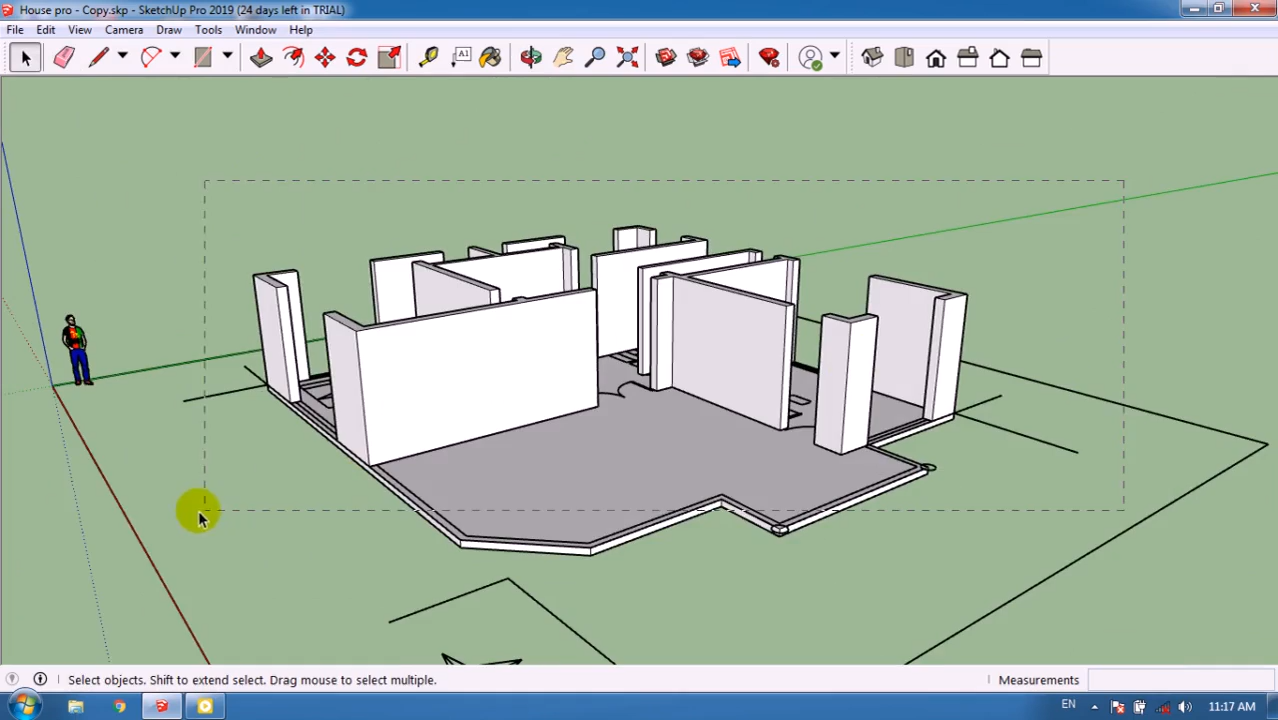 House pro - Copy.skp - SketchUp Pro 2019 (24 days left in TRIAL)
File Edit View Camera Draw Tools Window Help
A1
Select objects. Shift to extend select. Drag mouse to select multiple.
Measurements
EN
11:17 AM